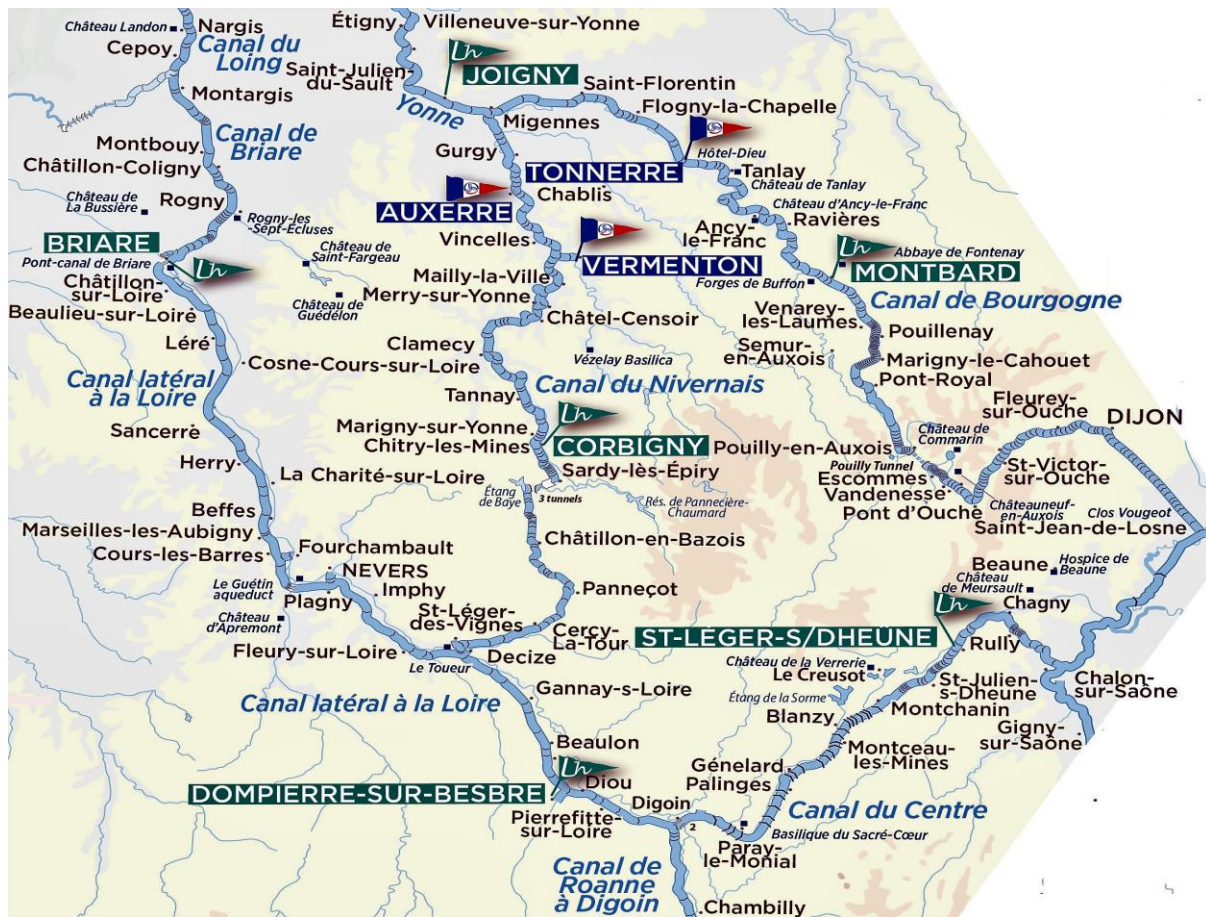 Château Landon
Nargis
Cepoy
Canal du
Loing
Montargis
Canal de
Briare
Montbouy
Châtillon-Coligny
Château de
La Bussière
Rogny
Rogny-les
-Sept-Écluses
BRIARE
Ln
Pont-canal de Briare
Château de
Saint-Fargeau
Château de
Guédelon
Châtillon-
sur-Loire
Beaulieu-sur-Loire
Léré
Cosne-Cours-sur-Loire
Canal latéral
à la Loire
Sancerre
Herry
La Charité-sur-Loire
Beffes
Marseilles-les-Aubigny
Cours-les-Barres
Fourchambault
NEVERS
Le Guétin
aqueduct
Plagny
Imphy
Château
d'Apremont
St-Léger-
des-Vignes
Fleury-sur-Loire
Le Toueur
Decize
Cercy-
La-Tour
Canal latéral à la Loire
Gannay-s-Loire
Beaulon
Ln
Diou
DOMPIERRE-SUR-BESBRE
Pierrefitte-
sur-Loire
Digoin
2
Canal de
Roanne
à Digoin
Chambilly
Étigny
Villeneuve-sur-Yonne
Saint-Julien-
du-Sault
Ln
JOIGNY
Yonne
Migennes
Saint-Florentin
Flogny-la-Chapelle
Gurgy
TONNERRE
Hôtel-Dieu
Tanlay
Château de Tanlay
AUXERRE
Chablis
Château d'Ancy-le-Franc
Ancy-
le-Franc
Ravières
Vincelles
VERMENTON
Ln
Abbaye de Fontenay
MONTBARD
Forges de Buffon
Canal de Bourgogne
Mailly-la-Ville
Merry-sur-Yonne
Châtel-Censoir
Venarey-
les-Laumes
Pouillenay
Semur-
en-Auxois
Marigny-le-Cahouet
Pont-Royal
Clamecy
Vézelay Basilica
Canal du Nivernais
Tannay
Marigny-sur-Yonne
Chitry-les-Mines
Ln
CORBIGNY
Sardy-lès-Épiry
Étang
de Baye
3 tunnels
Rés. de Pannecière-
Chaumard
Châtillon-en-Bazois
Panneçot
Fleurey-
sur-Ouche
DIJON
Château de
Commarin
Pouilly-en-Auxois
Pouilly Tunnel
Escommes
Vandenesse
Pont d'Ouche
St-Victor-
sur-Ouche
Châteauneuf-
en-Auxois
Clos Vougeot
Saint-Jean-de-Losne
Beaune
Hospice de
Beaune
Château
de Meursault
Chagny
Ln
ST-LÉGER-S/DHEÛNE
Rully
Château de la Verrerie
Le Creusot
St-Julien-
s-Dheune
Chalon-
sur-Saône
Étang de la Sorme
Montchanin
Blanzy
Gigny-
sur-Saône
Montceau-
les-Mines
Génelard
Palinges
Canal du Centre
Basilique du Sacré-Cœur
Paray-
le-Monial